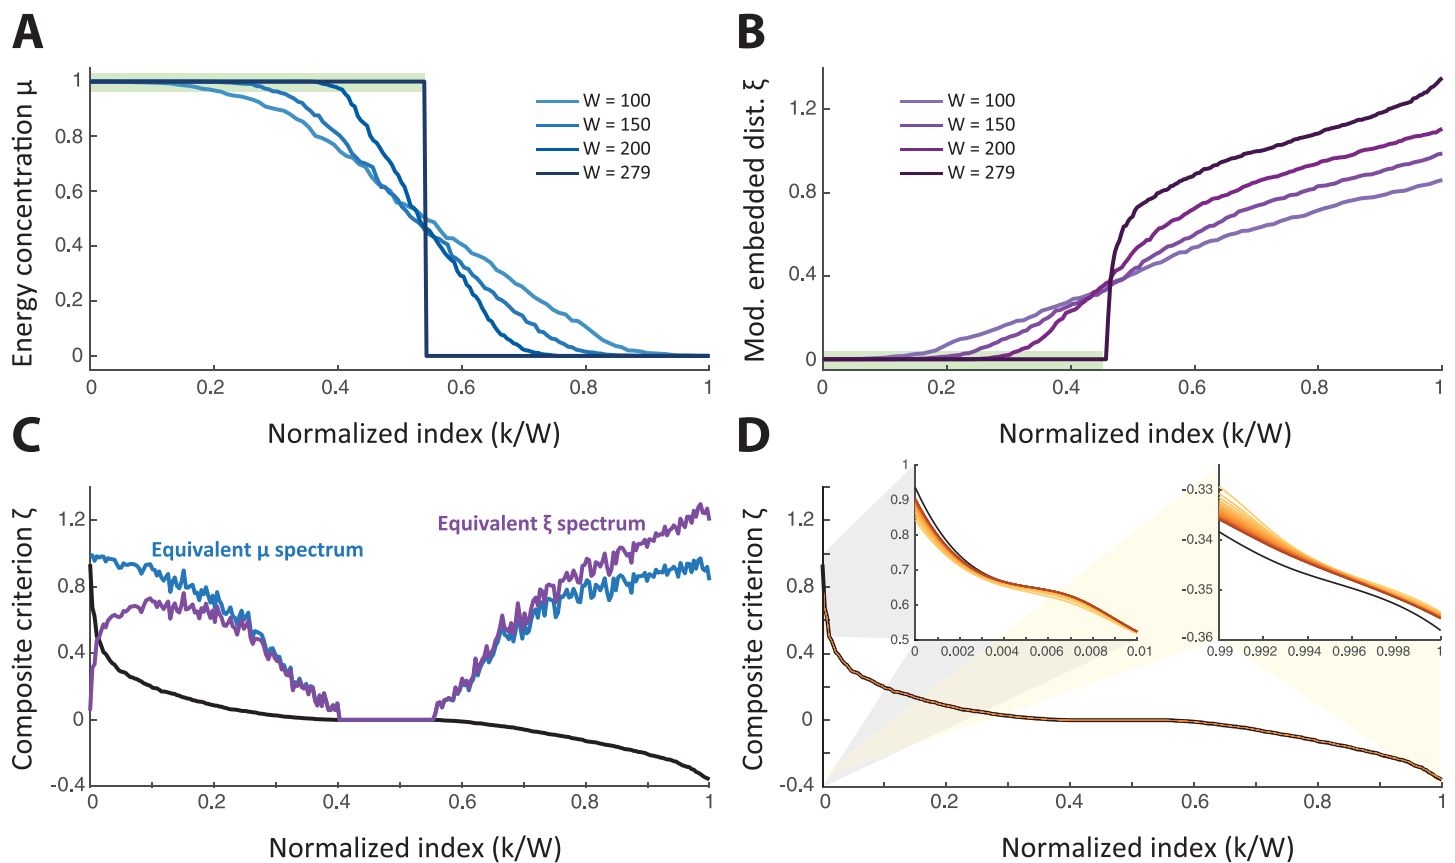 A
Energy concentration μ
1
0.8
0.6
0.4
0.2
0
W = 100
W = 150
W = 200
W = 279
0 0.2 0.4 0.6 0.8 1
Normalized index (k/W)
B
Mod. embedded dist. ξ
1.2
0.8
0.4
0
W = 100
W = 150
W = 200
W = 279
0 0.2 0.4 0.6 0.8 1
Normalized index (k/W)
C
Composite criterion ζ
1.2
0.8
0.4
0
-0.4
Equivalent μ spectrum
Equivalent ξ spectrum
0 0.2 0.4 0.6 0.8 1
Normalized index (k/W)
D
Composite criterion ζ
1.2
0.8
0.4
0
-0.4
1
0.9
0.8
0.7
0.6
0.5
0 0.002 0.004 0.006 0.008 0.01
-0.33
-0.34
-0.35
-0.36
0.99 0.992 0.994 0.996 0.998 1
0 0.2 0.4 0.6 0.8 1
Normalized index (k/W)